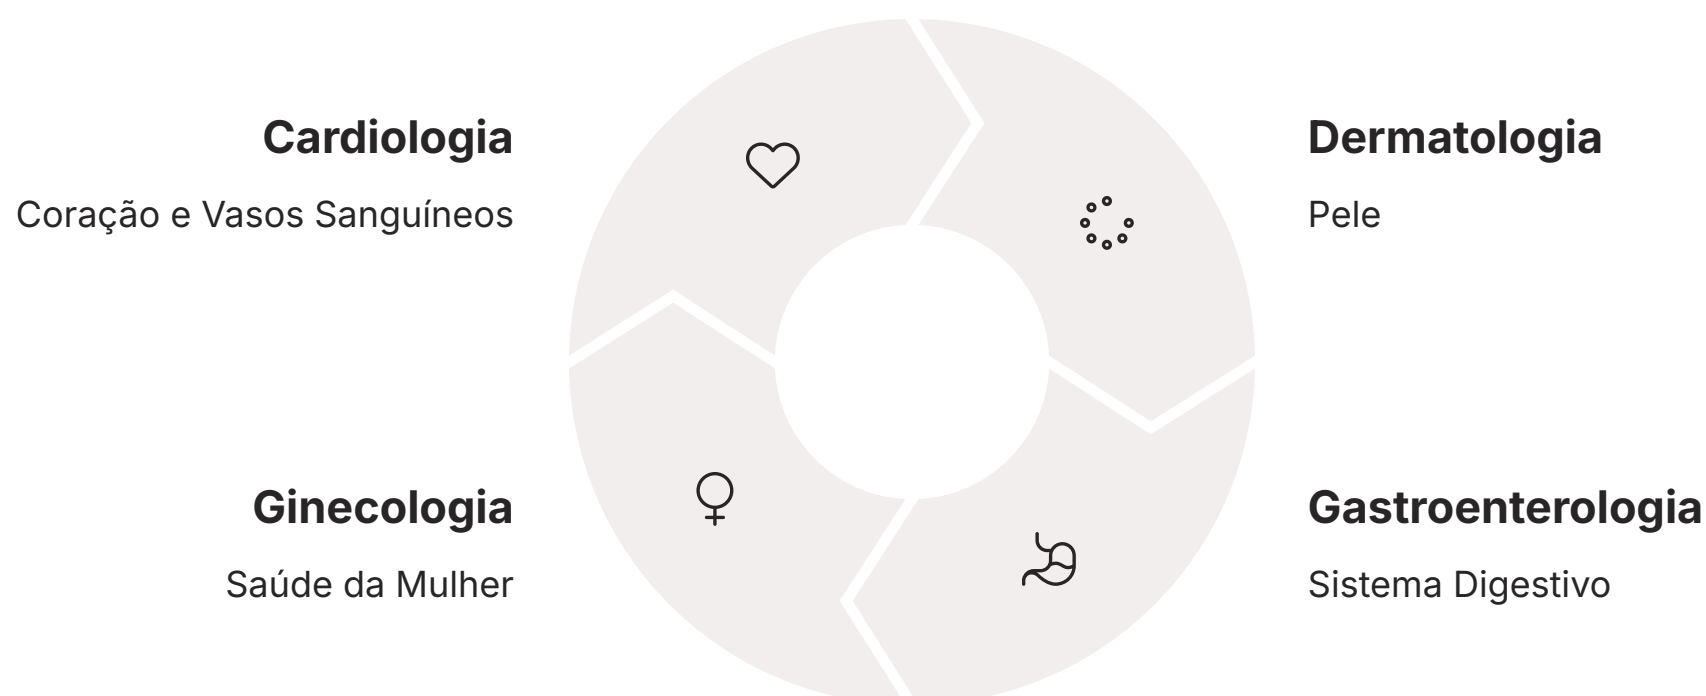 Cardiologia
Coração e Vasos Sanguíneos
Dermatologia
Pele
Ginecologia
Saúde da Mulher
Gastroenterologia
Sistema Digestivo